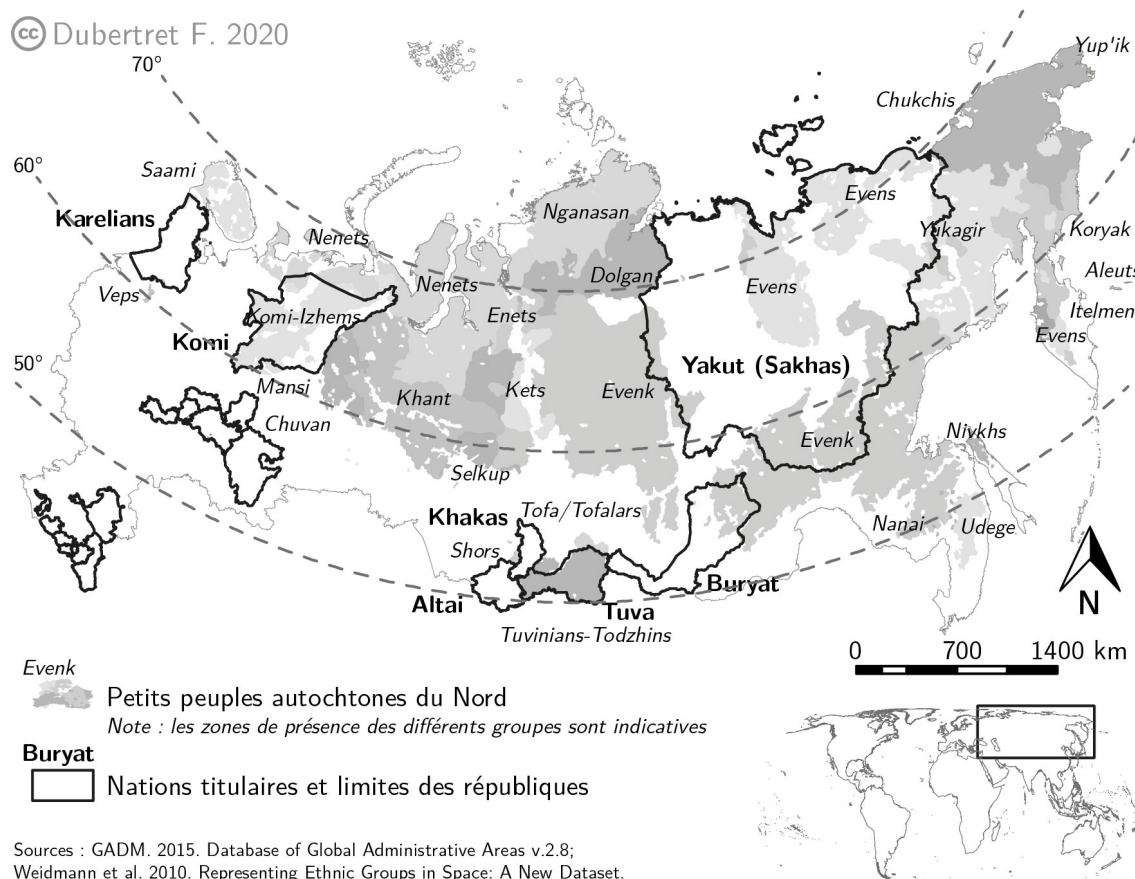 cc Dubertret F. 2020
70°
Yup'ik
Chukchis
60°
Saami
Karelians
Nganasan
Evens
Nenets
Yukagir
Koryak
Dolgan
Aleuts
Veps
Nenets
Evens
Komi-Izhems
Enets
Itelmen
Komi
Evens
50°
Yakut (Sakhas)
Mansi
Khant
Kets
Evenk
Chuvan
Evenk
Nivkhs
Selkup
Khakas
Tofa/Tofalars
Nanai
Udege
Shors
Altai
Tuva
Buryat
N
Tuvinians-Todzhins
0 700 1400 km
Evenk
Petits peuples autochtones du Nord
Note : les zones de présence des différents groupes sont indicatives
Buryat
Nations titulaires et limites des républiques
Sources : GADM. 2015. Database of Global Administrative Areas v.2.8;
Weidmann et al. 2010. Representing Ethnic Groups in Space: A New Dataset.